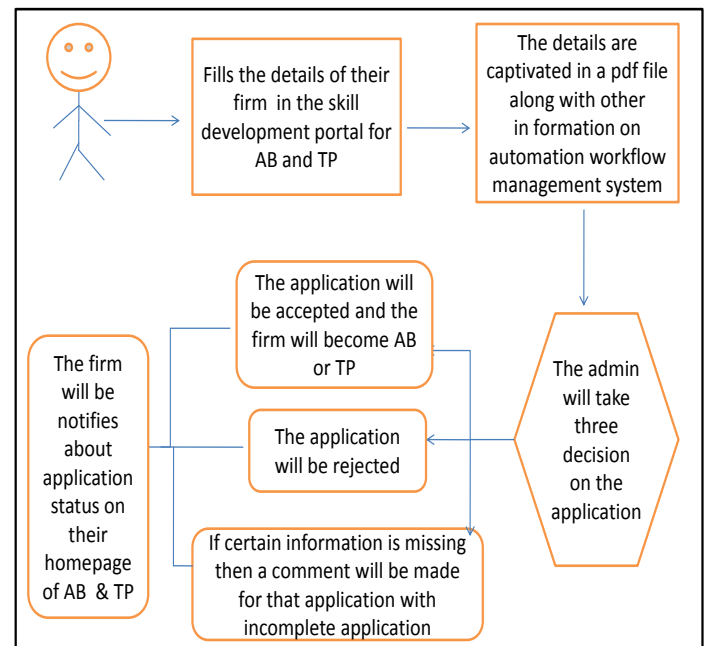 Fills the details of their
firm in the skill
development portal for
AB and TP
The details are
captivated in a pdf file
along with other
in formation on
automation workflow
management system
The admin
will take
three
decision
on the
application
The application will
be accepted and the
firm will become AB
or TP
The application
will be rejected
If certain information is missing
then a comment will be made
for that application with
incomplete application
The firm
will be
notifies
about
application
status on
their
homepage
of AB & TP